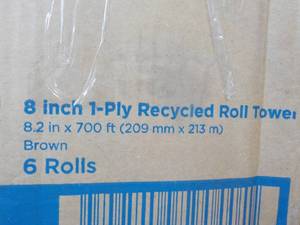 8 inch 1-Ply Recycled Roll Towel
8.2 in x 700 ft (209 mm x 213 m)
Brown
6 Rolls